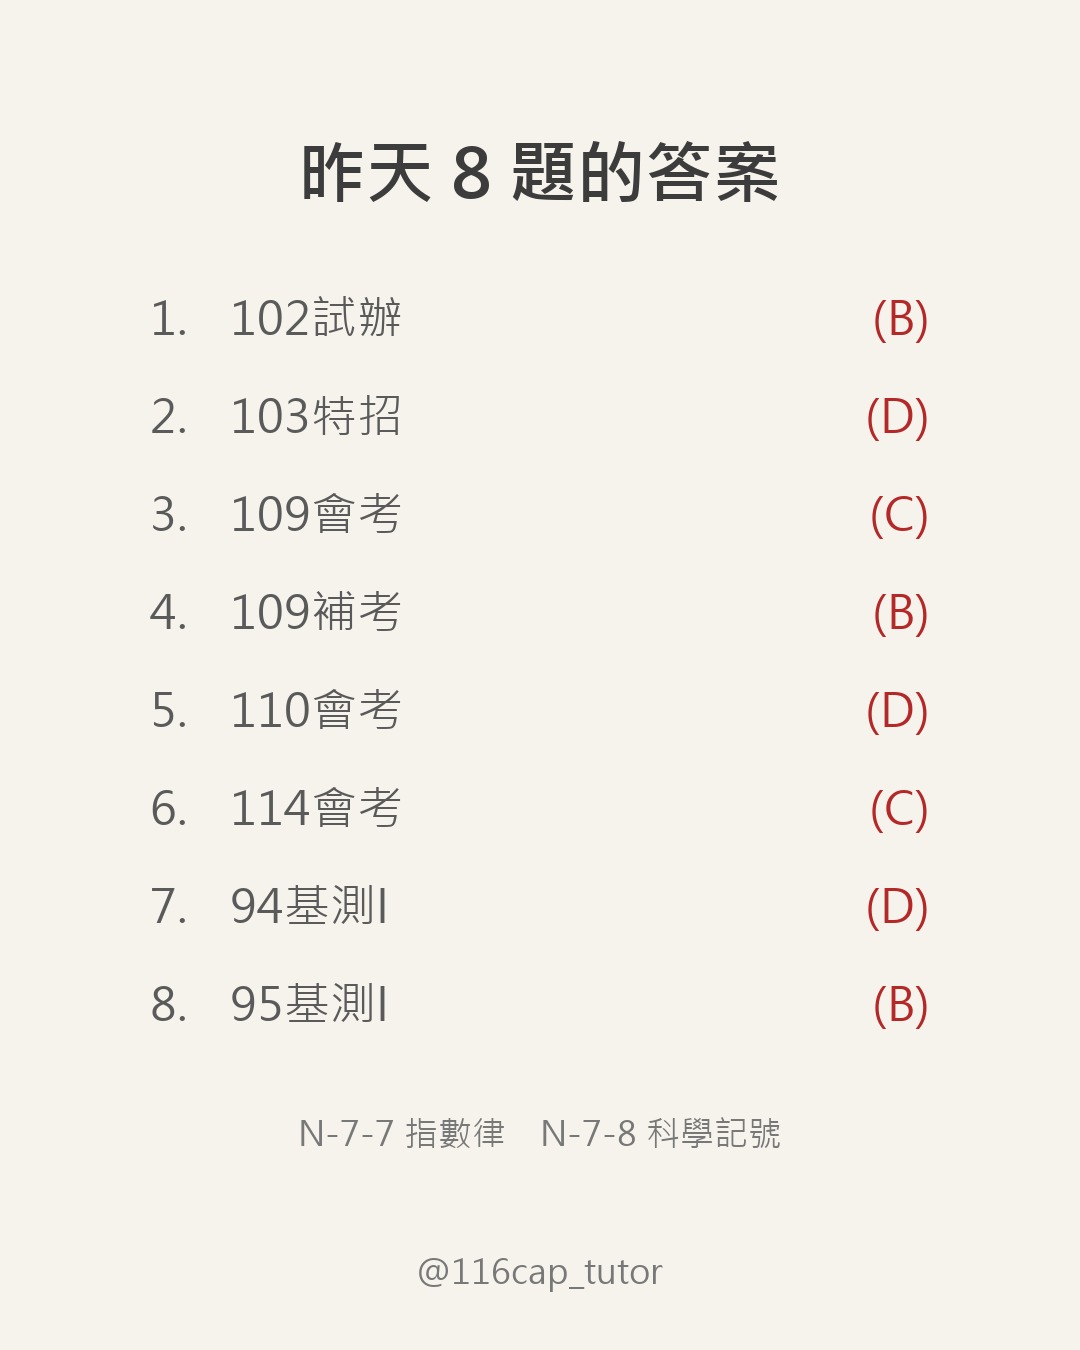 昨天 8 題的答案
1. 102試辦 (B)
2. 103特招 (D)
3. 109會考 (C)
4. 109補考 (B)
5. 110會考 (D)
6. 114會考 (C)
7. 94基測I (D)
8. 95基測I (B)
N-7-7 指數律 N-7-8 科學記號
@116cap_tutor